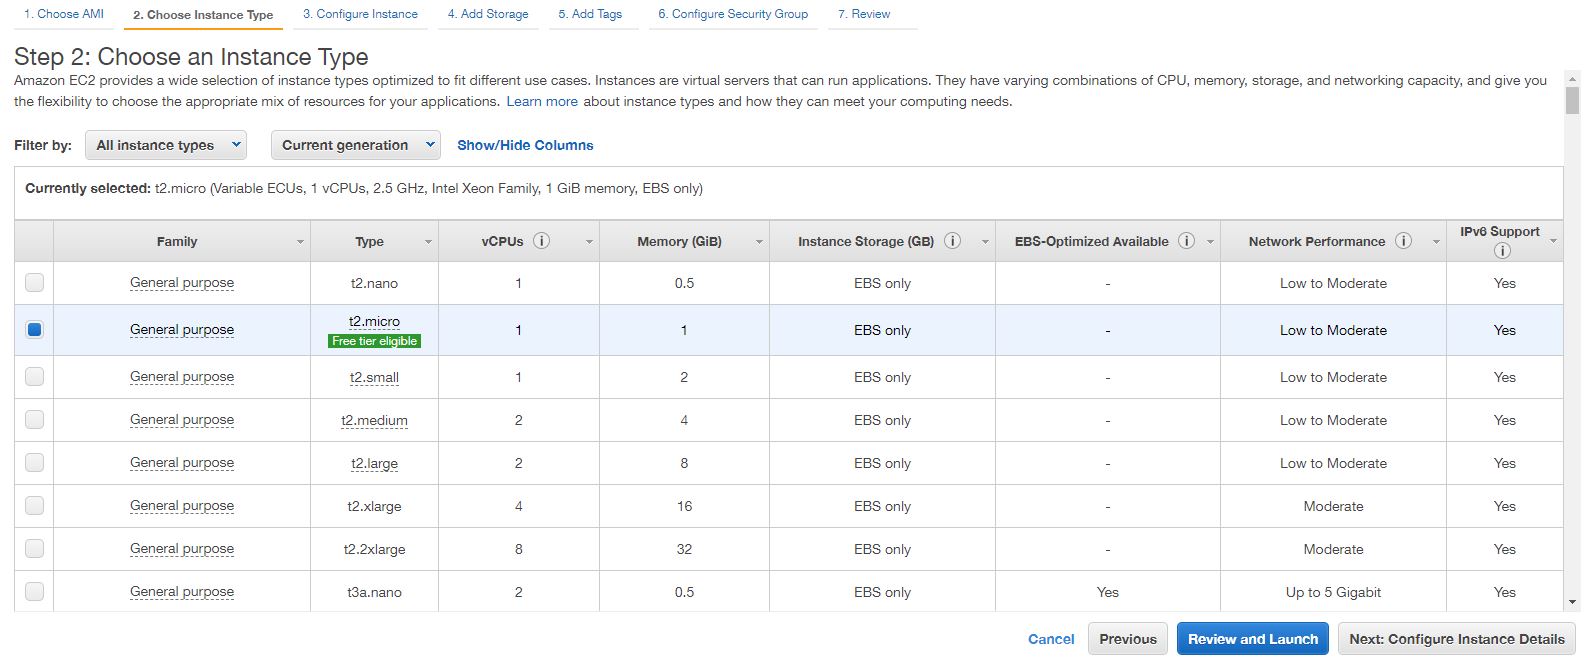 1. Choose AMI 2. Choose Instance Type 3. Configure Instance 4. Add Storage 5. Add Tags 6. Configure Security Group 7. Review
Step 2: Choose an Instance Type
Amazon EC2 provides a wide selection of instance types optimized to fit different use cases. Instances are virtual servers that can run applications. They have varying combinations of CPU, memory, storage, and networking capacity, and give you
the flexibility to choose the appropriate mix of resources for your applications. Learn more about instance types and how they can meet your computing needs.
Filter by: All instance types Current generation Show/Hide Columns
Currently selected: t2.micro (Variable ECUs, 1 vCPUs, 2.5 GHz, Intel Xeon Family, 1 GiB memory, EBS only)
Family Type vCPUs i Memory (GiB) Instance Storage (GB) i EBS-Optimized Available i Network Performance i IPv6 Support i
General purpose t2.nano 1 0.5 EBS only - Low to Moderate Yes
General purpose t2.micro 1 1 EBS only - Low to Moderate Yes
Free tier eligible
General purpose t2.small 1 2 EBS only - Low to Moderate Yes
General purpose t2.medium 2 4 EBS only - Low to Moderate Yes
General purpose t2.large 2 8 EBS only - Low to Moderate Yes
General purpose t2.xlarge 4 16 EBS only - Moderate Yes
General purpose t2.2xlarge 8 32 EBS only - Moderate Yes
General purpose t3a.nano 2 0.5 EBS only Yes Up to 5 Gigabit Yes
Cancel Previous Review and Launch Next: Configure Instance Details